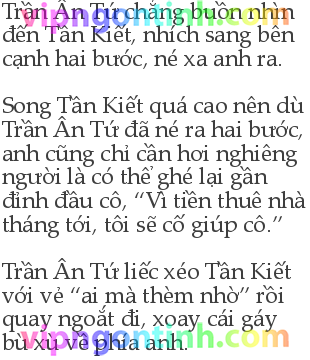 Trần Ân Tứ chẳng buồn nhìn
đến Tần Kiết, nhích sang bên
cạnh hai bước, né xa anh ra.
Song Tần Kiết quá cao nên dù
Trần Ân Tứ đã né ra hai bước,
anh cũng chỉ cần hơi nghiêng
người là có thể ghé lại gần
đỉnh đầu cô, “Vì tiền thuê nhà
tháng tới, tôi sẽ cố giúp cô.”
Trần Ân Tứ liếc xéo Tần Kiết
với vẻ “ai mà thèm nhờ” rồi
quay ngoắt đi, xoay cái gáy
bù xù về phía anh.
vipngontinh.com
vipngontinh.com